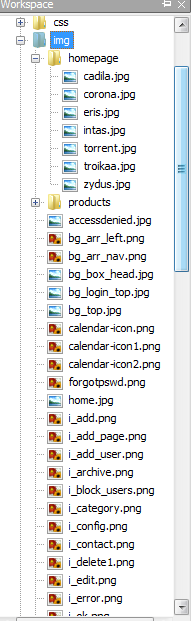 Workspace
css
img
homepage
cadila.jpg
corona.jpg
eris.jpg
intas.jpg
torrent.jpg
troikaa.jpg
zydus.jpg
products
accessdenied.jpg
bg_arr_left.png
bg_arr_nav.png
bg_box_head.jpg
bg_login_top.jpg
bg_top.jpg
calendar-icon.png
calendar-icon1.png
calendar-icon2.png
forgotpswd.png
home.jpg
i_add.png
i_add_page.png
i_add_user.png
i_archive.png
i_block_users.png
i_category.png
i_config.png
i_contact.png
i_delete1.png
i_edit.png
i_error.png